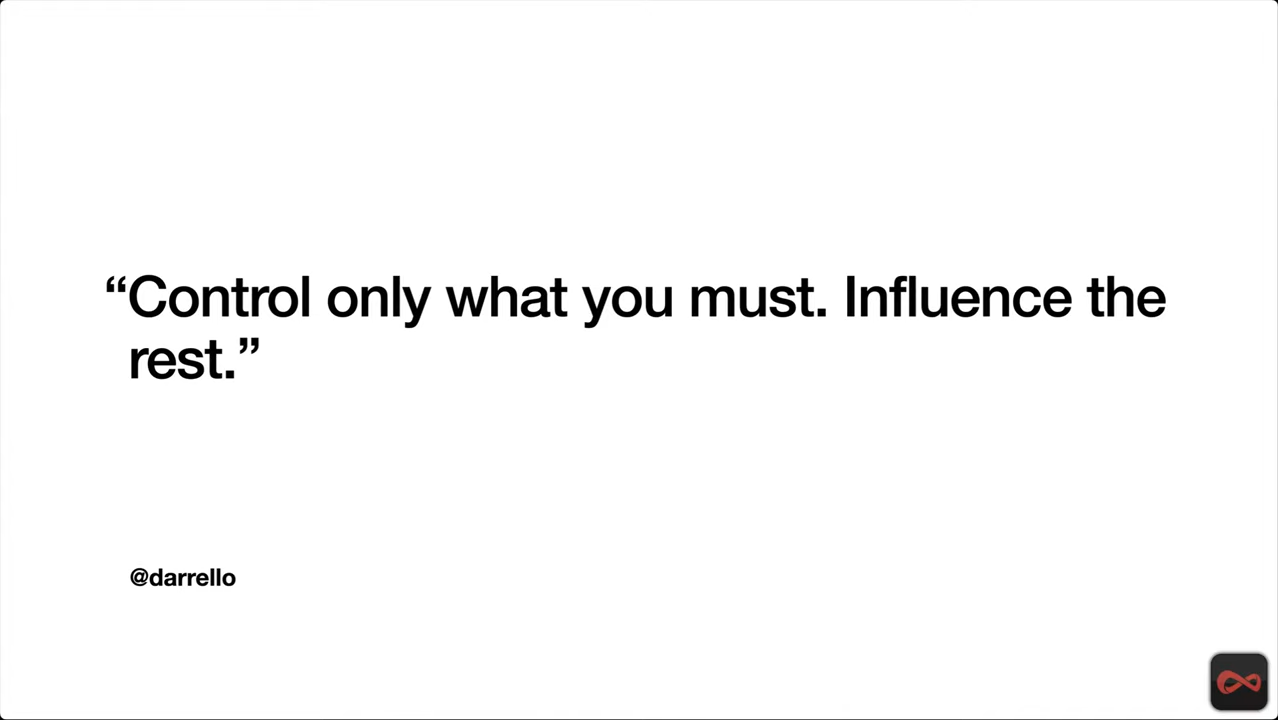 “Control only what you must. Influence the
rest.”
@darrello